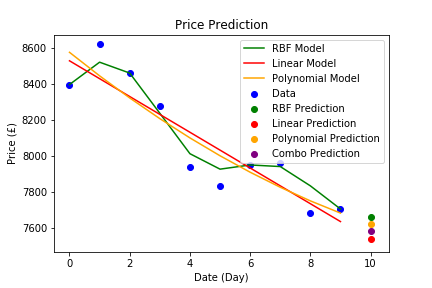 Price Prediction
8600
8400
8200
8000
7800
7600
Price (£)
0
2
4
6
8
10
Date (Day)
RBF Model
Linear Model
Polynomial Model
Data
RBF Prediction
Linear Prediction
Polynomial Prediction
Combo Prediction